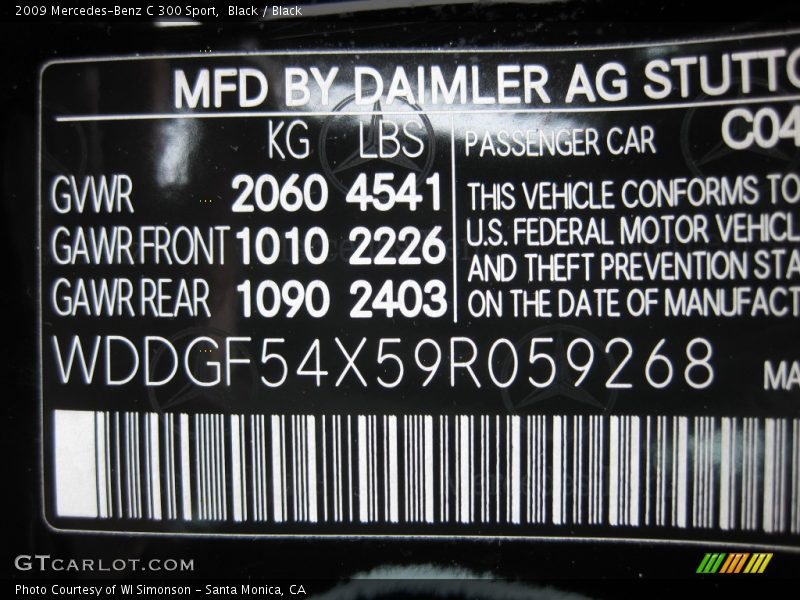 2009 Mercedes-Benz C 300 Sport,  Black / Black
MFD BY DAIMLER AG STUTTG
KG LBS PASSENGER CAR C04
GVWR 2060 4541 THIS VEHICLE CONFORMS TO
GAWR FRONT 1010 2226 U.S. FEDERAL MOTOR VEHICL
GAWR REAR 1090 2403 AND THEFT PREVENTION STA
ON THE DATE OF MANUFACT
WDDGF54X59R059268 MA
GTCARLOT.COM
Photo Courtesy of WI Simonson - Santa Monica, CA